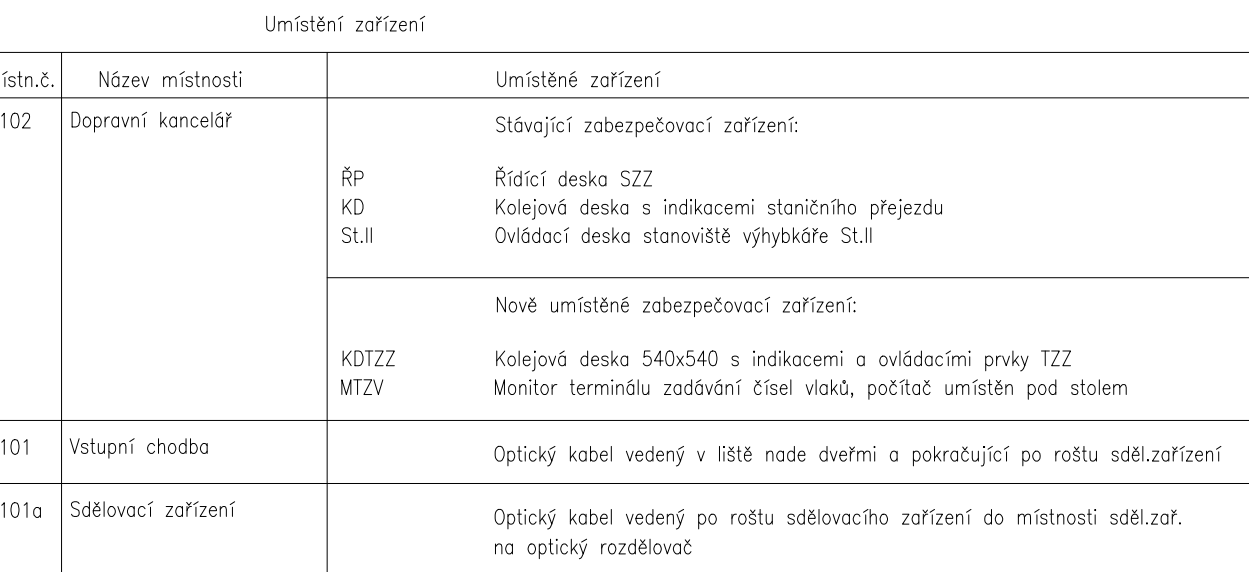 Umístění zařízení
ístn.č. Název místnosti Umístěné zařízení
102 Dopravní kancelář Stávající zabezpečovací zařízení:
ŘP Řídící deska SZZ
KD Kolejová deska s indikacemi staničního přejezdu
St.II Ovládací deska stanoviště výhybkáře St.II
Nově umístěné zabezpečovací zařízení:
KDTZZ Kolejová deska 540x540 s indikacemi a ovládacími prvky TZZ
MTZV Monitor terminálu zadávání čísel vlaků, počítač umístěn pod stolem
101 Vstupní chodba Optický kabel vedený v liště nade dveřmi a pokračující po roštu sděl.zařízení
101a Sdělovací zařízení Optický kabel vedený po roštu sdělovacího zařízení do místnosti sděl.zař.
na optický rozdělovač